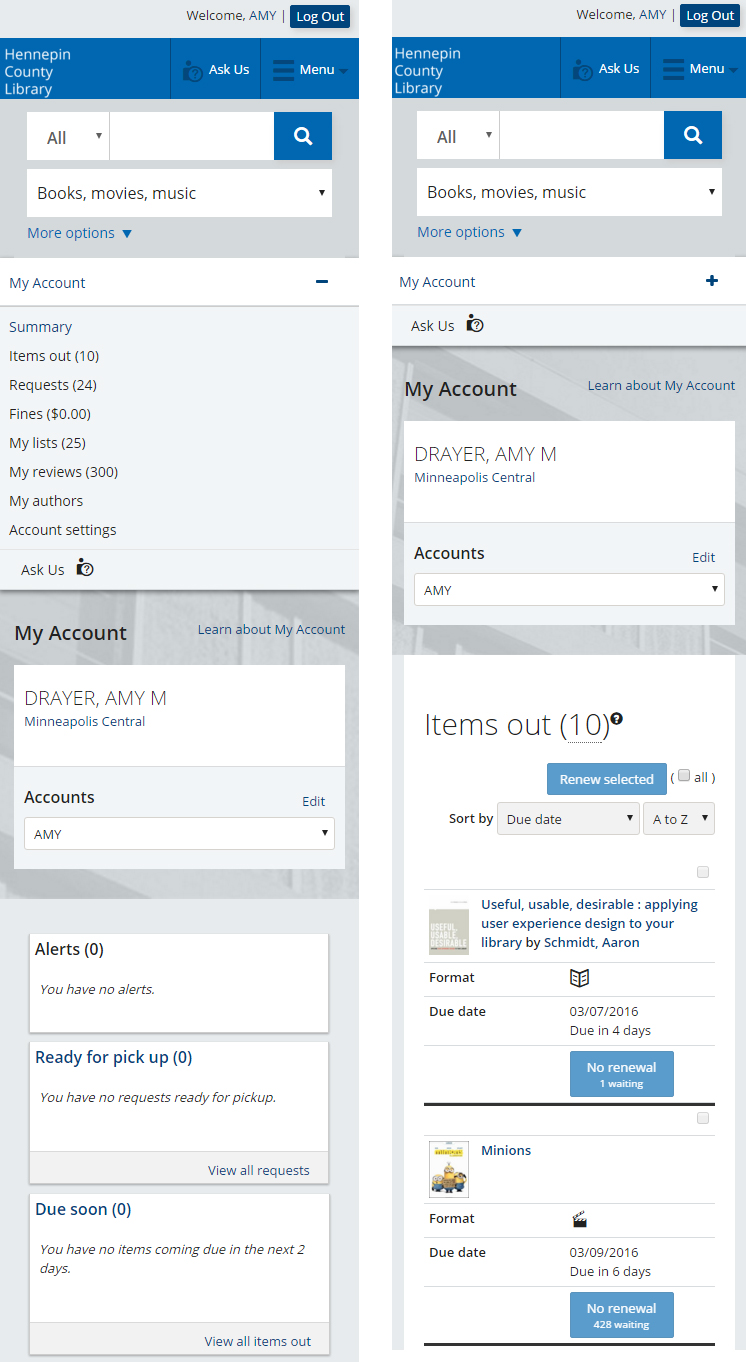 Welcome, AMY | Log Out
Hennepin
County
Library
Ask Us
Menu
All
Books, movies, music
More options
My Account
Summary
Items out (10)
Requests (24)
Fines ($0.00)
My lists (25)
My reviews (300)
My authors
Account settings
Ask Us
My Account
Learn about My Account
DRAYER, AMY M
Minneapolis Central
Accounts
Edit
AMY
Alerts (0)
You have no alerts.
Ready for pick up (0)
You have no requests ready for pickup.
View all requests
Due soon (0)
You have no items coming due in the next 2
days.
View all items out
Welcome, AMY | Log Out
Hennepin
County
Library
Ask Us
Menu
All
Books, movies, music
More options
My Account
Ask Us
My Account
Learn about My Account
DRAYER, AMY M
Minneapolis Central
Accounts
Edit
AMY
Items out (10)
Renew selected ( all )
Sort by Due date A to Z
USEFUL,
USABLE,
DESIRABLE
Useful, usable, desirable : applying
user experience design to your
library by Schmidt, Aaron
Format
Due date 03/07/2016
Due in 4 days
No renewal
1 waiting
Minions
Format
Due date 03/09/2016
Due in 6 days
No renewal
428 waiting